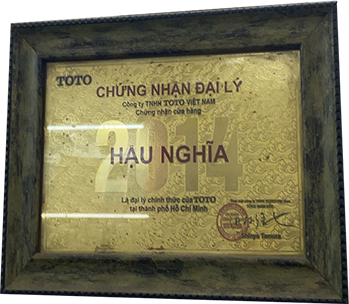 TOTO
CHỨNG NHẬN ĐẠI LÝ
Công ty TNHH TOTO VIỆT NAM
Chứng nhận cửa hàng
2014
HẬU NGHĨA
Là đại lý chính thức của TOTO
tại thành phố Hồ Chí Minh